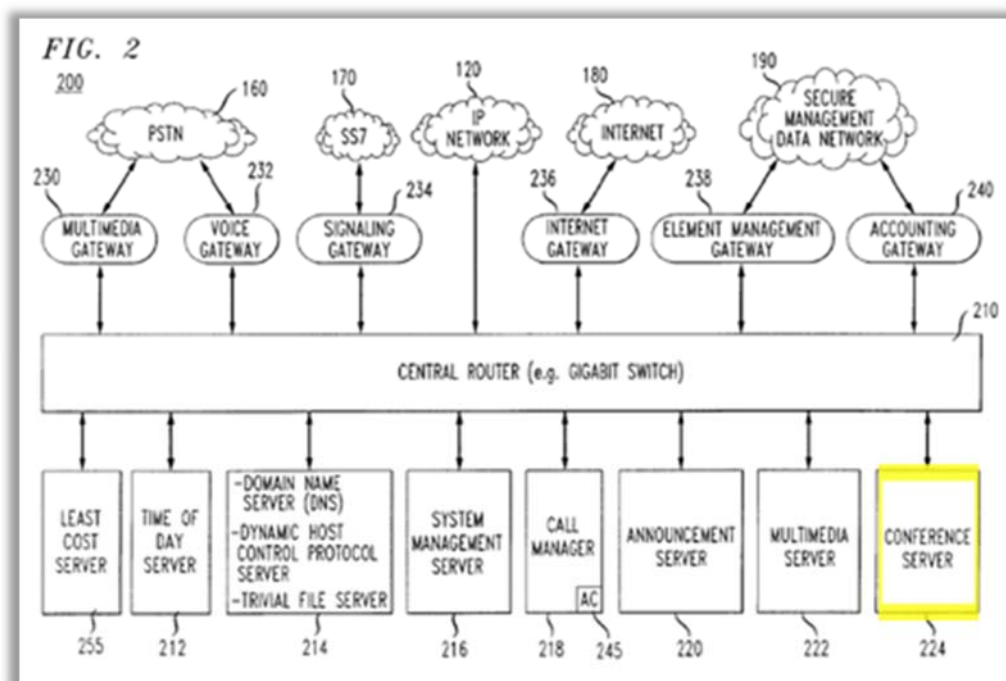 FIG. 2
200
160
170
120
180
190
PSTN
SS7
IP
NETWORK
INTERNET
SECURE
MANAGEMENT
DATA NETWORK
230
232
234
236
238
240
MULTIMEDIA
GATEWAY
VOICE
GATEWAY
SIGNALING
GATEWAY
INTERNET
GATEWAY
ELEMENT MANAGEMENT
GATEWAY
ACCOUNTING
GATEWAY
210
CENTRAL ROUTER (e.g. GIGABIT SWITCH)
LEAST
COST
SERVER
TIME OF
DAY
SERVER
-DOMAIN NAME
SERVER (DNS)
-DYNAMIC HOST
CONTROL PROTOCOL
SERVER
-TRIVIAL FILE SERVER
SYSTEM
MANAGEMENT
SERVER
CALL
MANAGER
AC
ANNOUNCEMENT
SERVER
MULTIMEDIA
SERVER
CONFERENCE
SERVER
255
212
214
216
218
245
220
222
224